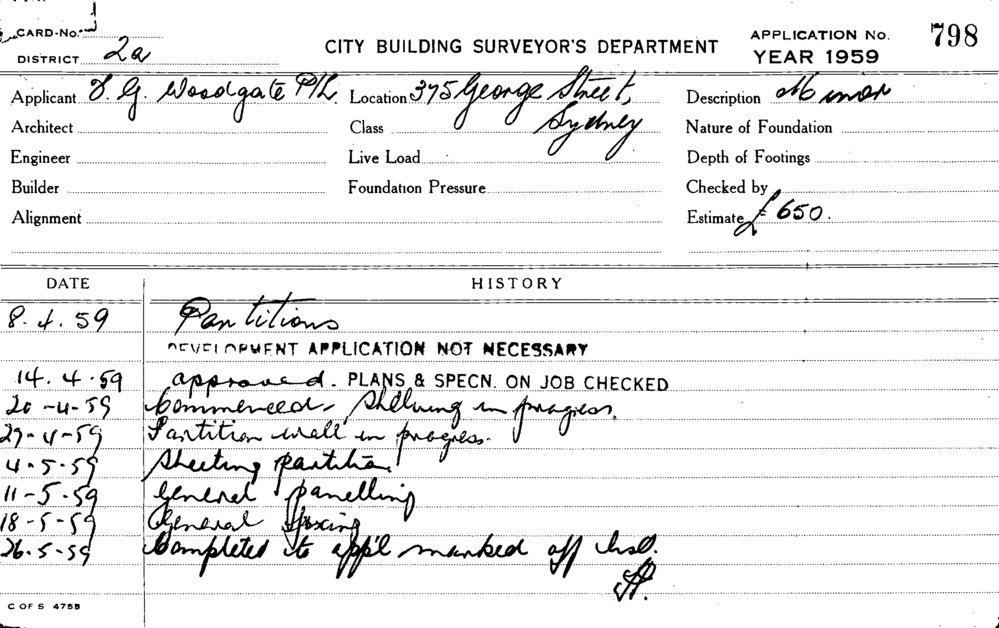 CARD-No. 1
DISTRICT 2a
CITY BUILDING SURVEYOR'S DEPARTMENT
APPLICATION No. 798
YEAR 1959
Applicant F. G. Woodgate P/L Location 375 George Street, Description Minor
Architect Class Sydney Nature of Foundation
Engineer Live Load Depth of Footings
Builder Foundation Pressure Checked by
Alignment Estimate £650.
DATE HISTORY
8.4.59 Partitions
DEVELOPMENT APPLICATION NOT NECESSARY
14.4.59 approved. PLANS & SPECN. ON JOB CHECKED
20-4-59 Commenced- Shelving in progress.
27-4-59 Partition wall in progress.
4.5.59 Sheeting partition
11-5.59 General panelling
18-5-59 General fixing
26.5-59 Completed to app'l marked off
C OF S 4755